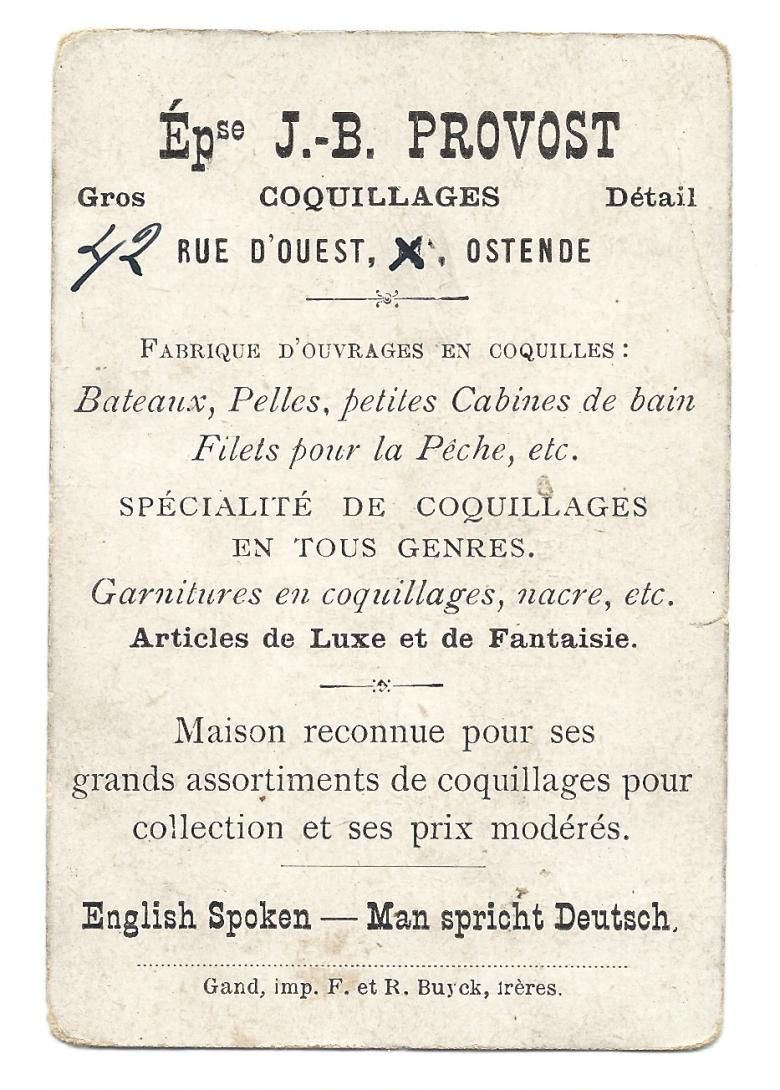 Épse J.-B. PROVOST
Gros COQUILLAGES Détail
42 RUE D'OUEST, , OSTENDE
FABRIQUE D'OUVRAGES EN COQUILLES :
Bateaux, Pelles, petites Cabines de bain
Filets pour la Pêche, etc.
SPÉCIALITÉ DE COQUILLAGES
EN TOUS GENRES.
Garnitures en coquillages, nacre, etc.
Articles de Luxe et de Fantaisie.
Maison reconnue pour ses
grands assortiments de coquillages pour
collection et ses prix modérés.
English Spoken — Man spricht Deutsch.
Gand, imp. F. et R. Buyck, frères.